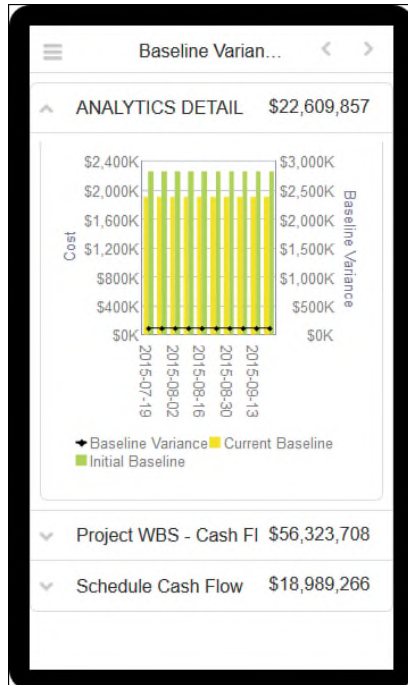 Baseline Varian...
ANALYTICS DETAIL $22,609,857
$2,400K
$2,000K
$1,600K
$1,200K
$800K
$400K
$0K
Cost
$3,000K
$2,500K
$2,000K
$1,500K
$1,000K
$500K
$0K
Baseline Variance
2015-07-19
2015-08-02
2015-08-16
2015-08-30
2015-09-13
Baseline Variance Current Baseline
Initial Baseline
Project WBS - Cash Fl $56,323,708
Schedule Cash Flow $18,989,266